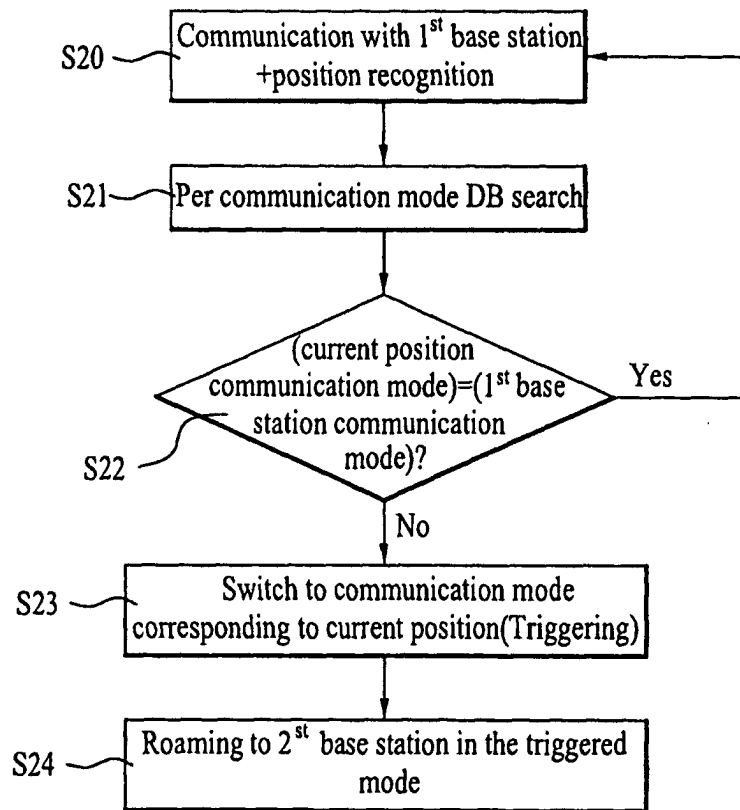 S20
Communication with 1st base station
+position recognition
S21
Per communication mode DB search
(current position
communication mode)=(1st base
station communication
mode)?
S22
Yes
No
S23
Switch to communication mode
corresponding to current position(Triggering)
S24
Roaming to 2st base station in the triggered
mode